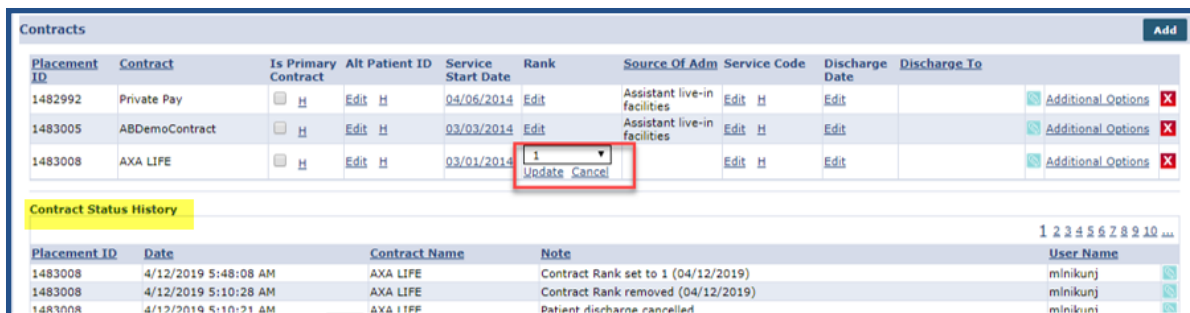 Contracts
Add
Placement ID Contract Is Primary Contract Alt Patient ID Service Start Date Rank Source Of Adm Service Code Discharge Date Discharge To
1482992 Private Pay H Edit H 04/06/2014 Edit Assistant live-in facilities Edit H Edit Additional Options X
1483005 ABDemoContract H Edit H 03/03/2014 Edit Assistant live-in facilities Edit H Edit Additional Options X
1483008 AXA LIFE H Edit H 03/01/2014 1 Update Cancel Edit H Edit Additional Options X
Contract Status History
1 2 3 4 5 6 7 8 9 10 ...
Placement ID Date Contract Name Note User Name
1483008 4/12/2019 5:48:08 AM AXA LIFE Contract Rank set to 1 (04/12/2019) mlnikunj
1483008 4/12/2019 5:10:28 AM AXA LIFE Contract Rank removed (04/12/2019) mlnikunj
1483008 4/12/2019 5:10:21 AM AXA LIFE Patient discharge cancelled mlnikunj